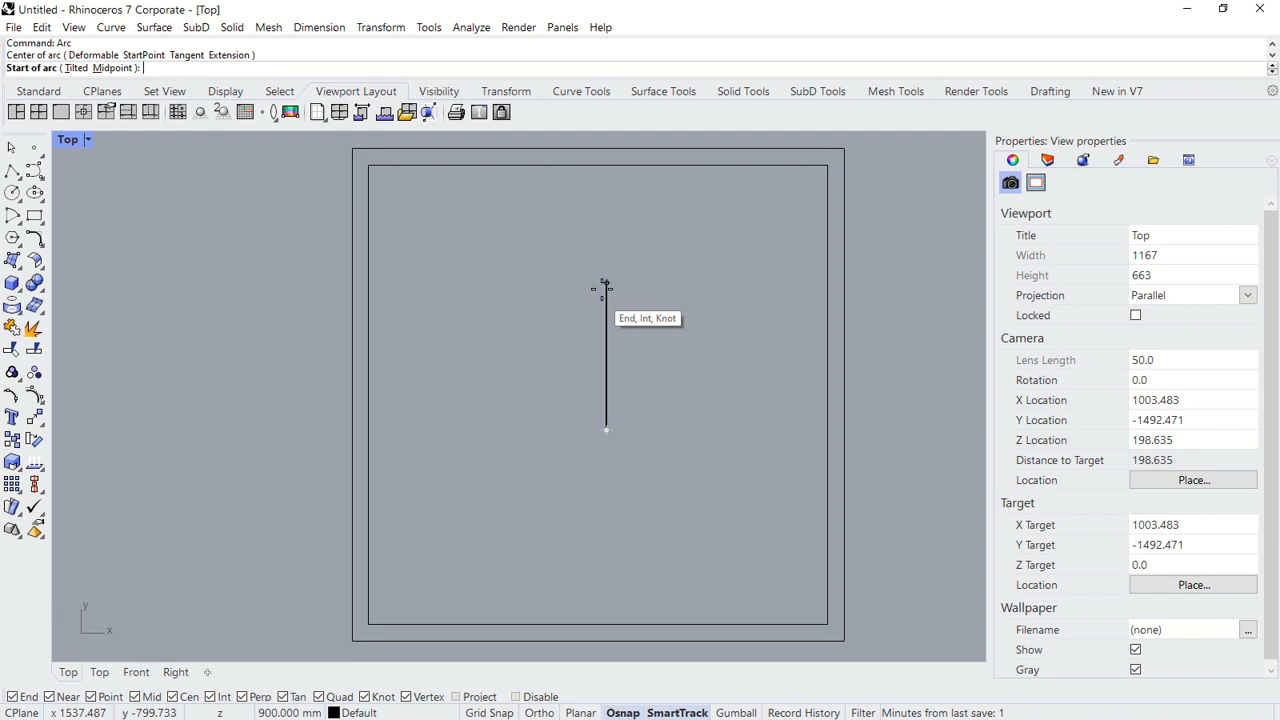 Untitled - Rhinoceros 7 Corporate - [Top]
File Edit View Curve Surface SubD Solid Mesh Dimension Transform Tools Analyze Render Panels Help
Command: Arc
Center of arc ( Deformable StartPoint Tangent Extension )
Start of arc ( Tilted Midpoint ):
Standard CPlanes Set View Display Select Viewport Layout Visibility Transform Curve Tools Surface Tools Solid Tools SubD Tools Mesh Tools Render Tools Drafting New in V7
Top
Properties: View properties
Viewport
Title Top
Width 1167
Height 663
Projection Parallel
Locked
Camera
Lens Length 50.0
Rotation 0.0
X Location 1003.483
Y Location -1492.471
Z Location 198.635
Distance to Target 198.635
Location Place...
Target
X Target 1003.483
Y Target -1492.471
Z Target 0.0
Location Place...
Wallpaper
Filename (none) ...
Show
Gray
End, Int, Knot
y
x
Top Top Front Right
End Near Point Mid Cen Int Perp Tan Quad Knot Vertex Project Disable
CPlane x 1537.487 y -799.733 z 900.000 mm Default Grid Snap Ortho Planar Osnap SmartTrack Gumball Record History Filter Minutes from last save: 1